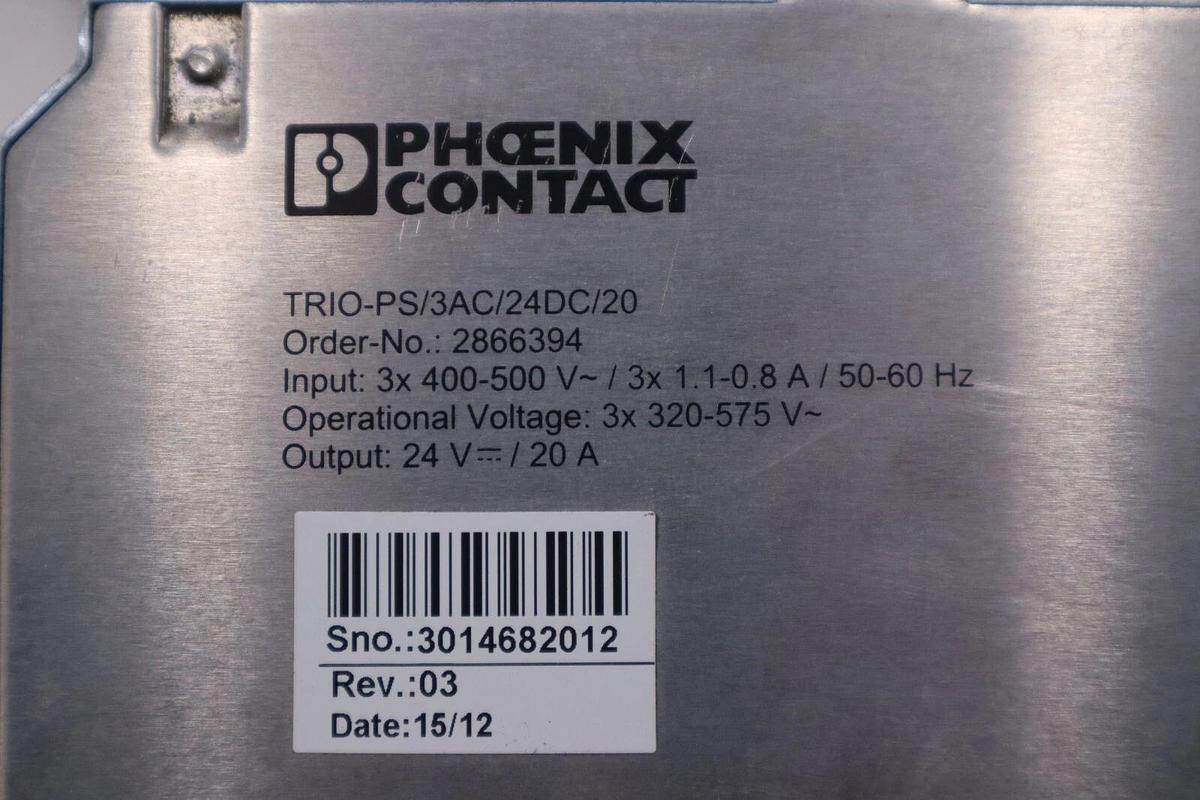 PHŒNIX
CONTACT
TRIO-PS/3AC/24DC/20
Order-No.: 2866394
Input: 3x 400-500 V~ / 3x 1.1-0.8 A / 50-60 Hz
Operational Voltage: 3x 320-575 V~
Output: 24 V⎓ / 20 A
Sno.:3014682012
Rev.:03
Date:15/12